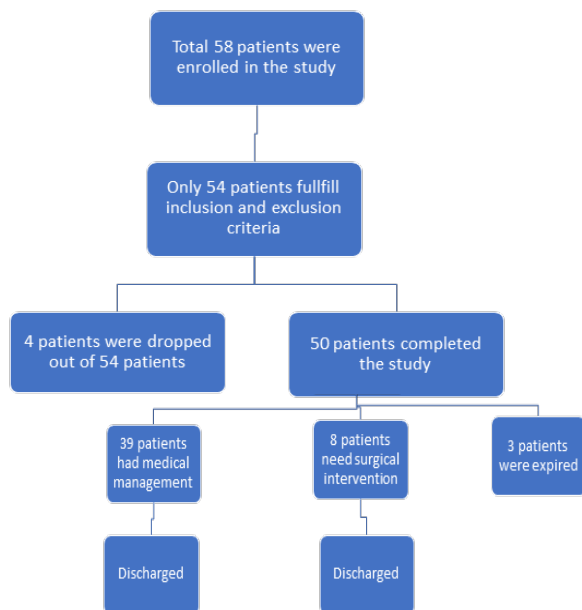 Total 58 patients were
enrolled in the study
Only 54 patients fullfill
inclusion and exclusion
criteria
4 patients were dropped
out of 54 patients
50 patients completed
the study
39 patients
had medical
management
8 patients
need surgical
intervention
3 patients
were expired
Discharged
Discharged